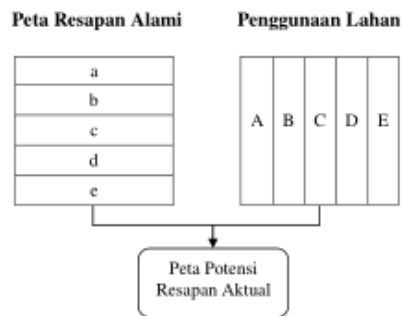 Peta Resapan Alami
Penggunaan Lahan
a
b
c
d
e
A B C D E
Peta Potensi
Resapan Aktual